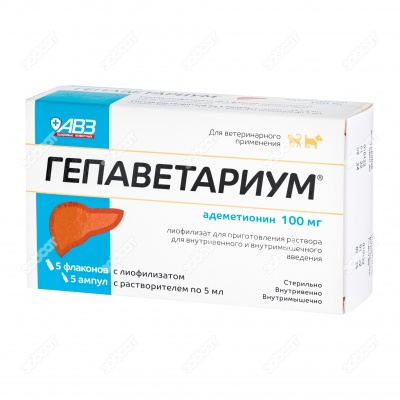 АВЗ
Для ветеринарного
применения
ГЕПАВЕТАРИУМ®
адеметионин 100 мг
лиофилизат для приготовления раствора
для внутривенного и внутримышечного
введения
5 флаконов с лиофилизатом
5 ампул с растворителем по 5 мл
Стерильно
Внутривенно
Внутримышечно